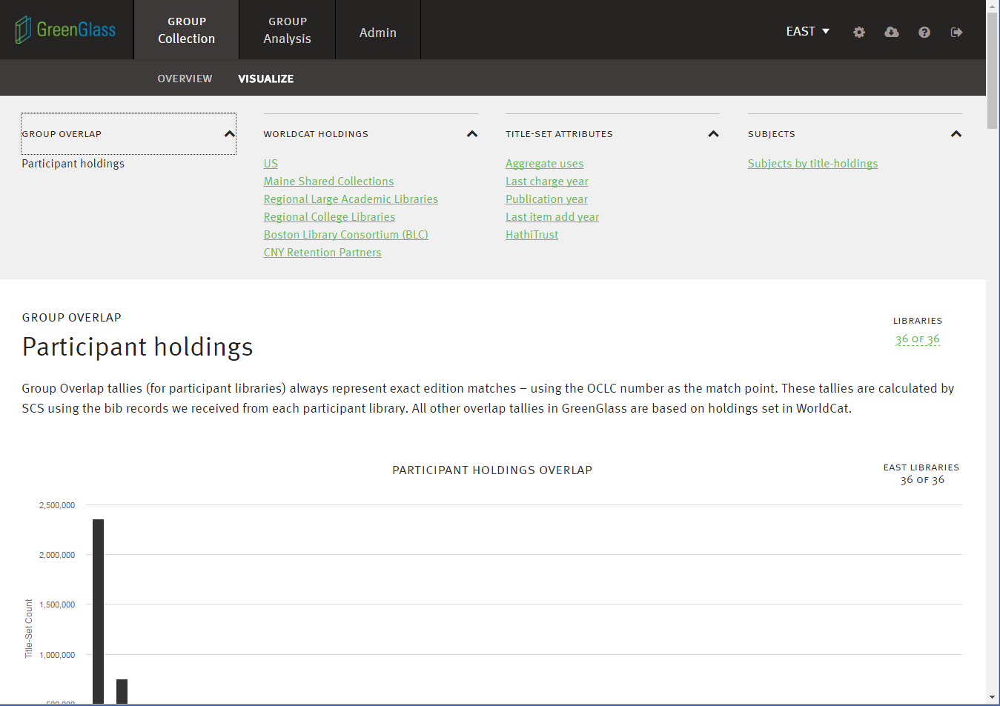 GreenGlass
GROUP
Collection
GROUP
Analysis
Admin
EAST
OVERVIEW
VISUALIZE
GROUP OVERLAP
Participant holdings
WORLDCAT HOLDINGS
US
Maine Shared Collections
Regional Large Academic Libraries
Regional College Libraries
Boston Library Consortium (BLC)
CNY Retention Partners
TITLE-SET ATTRIBUTES
Aggregate uses
Last charge year
Publication year
Last item add year
HathiTrust
SUBJECTS
Subjects by title-holdings
GROUP OVERLAP
Participant holdings
LIBRARIES
36 OF 36
Group Overlap tallies (for participant libraries) always represent exact edition matches – using the OCLC number as the match point. These tallies are calculated by
SCS using the bib records we received from each participant library. All other overlap tallies in GreenGlass are based on holdings set in WorldCat.
PARTICIPANT HOLDINGS OVERLAP
EAST LIBRARIES
36 OF 36
2,500,000
2,000,000
1,500,000
1,000,000
500,000
Title-Set Count